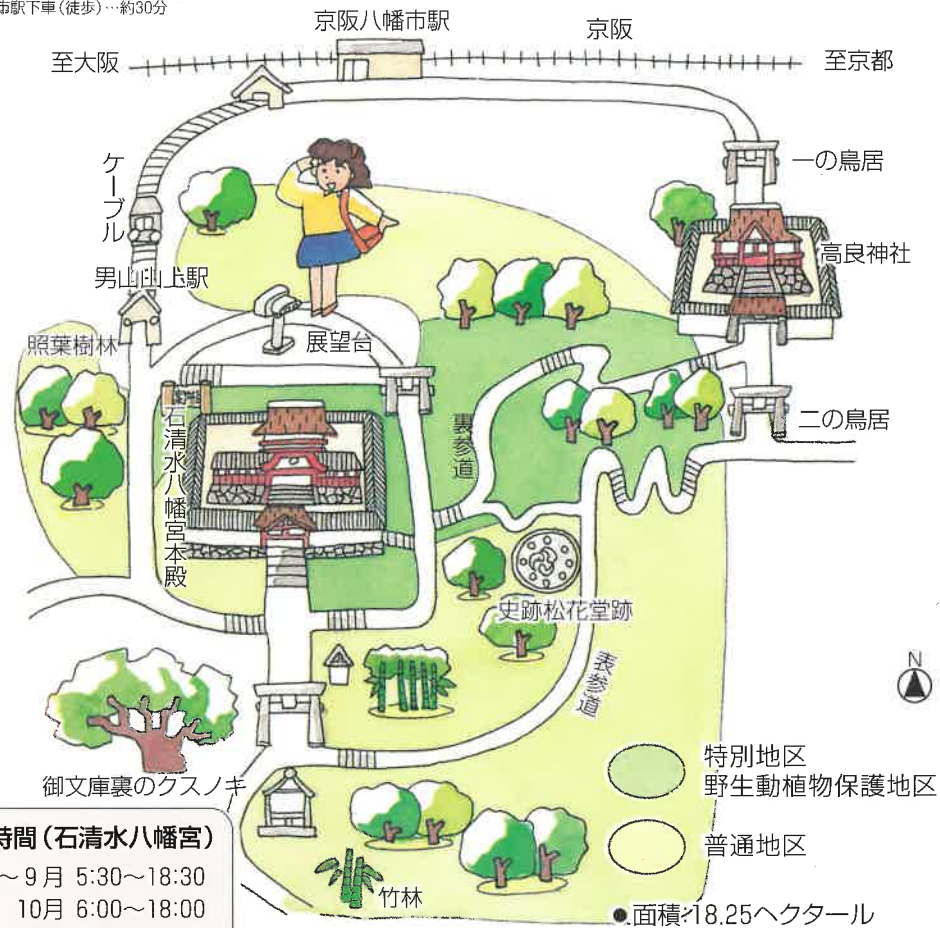 市駅下車（徒歩）…約30分
京阪八幡市駅
京阪
至大阪
至京都
ケーブル
一の鳥居
高良神社
男山山上駅
展望台
照葉樹林
裏参道
二の鳥居
石清水八幡宮本殿
史跡松花堂跡
表参道
N
御文庫裏のクスノキ
特別地区
野生動植物保護地区
普通地区
時間（石清水八幡宮）
～9月 5:30～18:30
10月 6:00～18:00
竹林
●面積:18.25ヘクタール